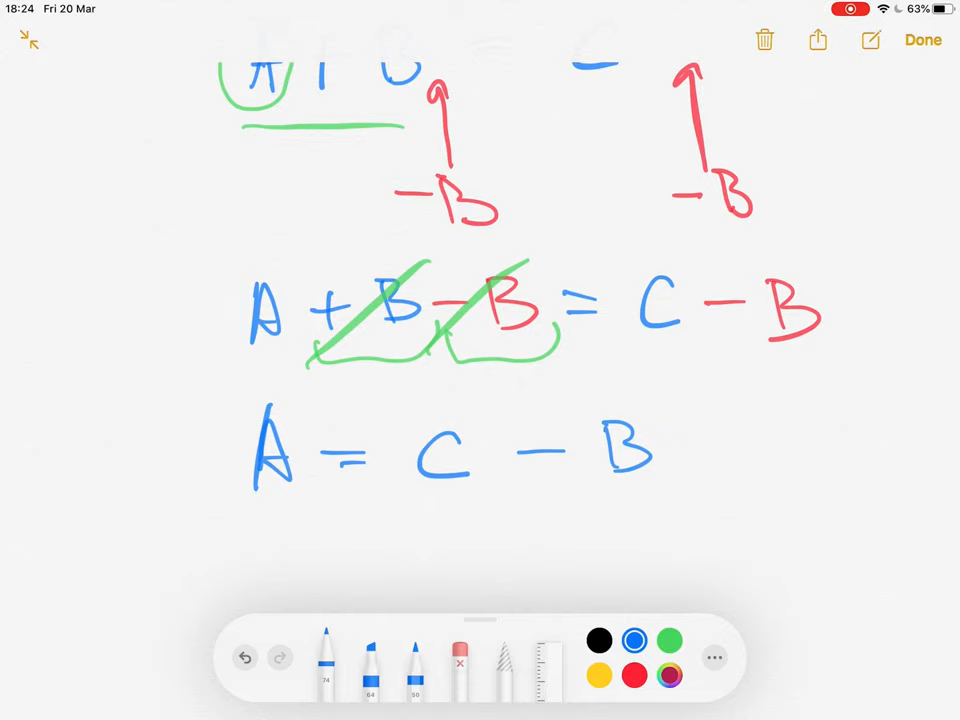 18:24 Fri 20 Mar 63%
Done
A + B = C
-B -B
A + B - B = C - B
A = C - B
74 64 50